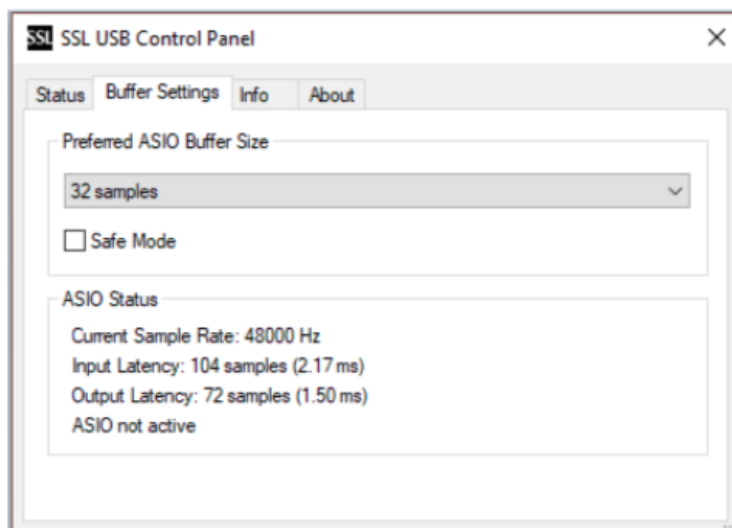 SSL SSL USB Control Panel
Status Buffer Settings Info About
Preferred ASIO Buffer Size
32 samples
Safe Mode
ASIO Status
Current Sample Rate: 48000 Hz
Input Latency: 104 samples (2.17 ms)
Output Latency: 72 samples (1.50 ms)
ASIO not active